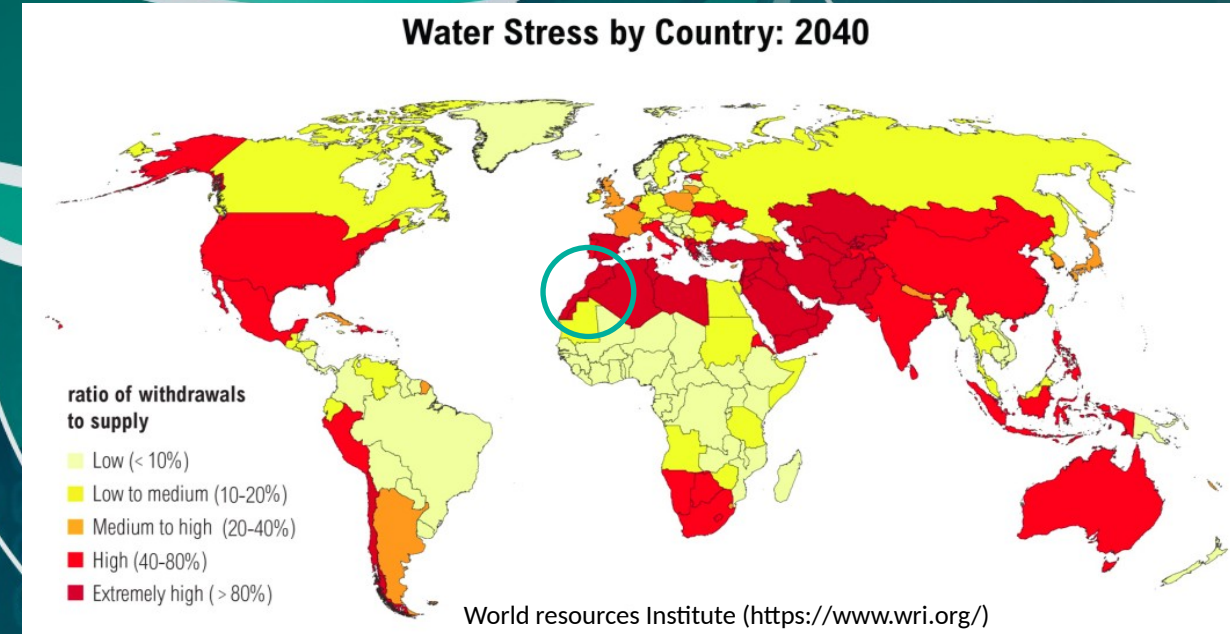 Water Stress by Country: 2040
ratio of withdrawals
to supply
Low (< 10%)
Low to medium (10-20%)
Medium to high (20-40%)
High (40-80%)
Extremely high ( > 80%)
World resources Institute (https://www.wri.org/)